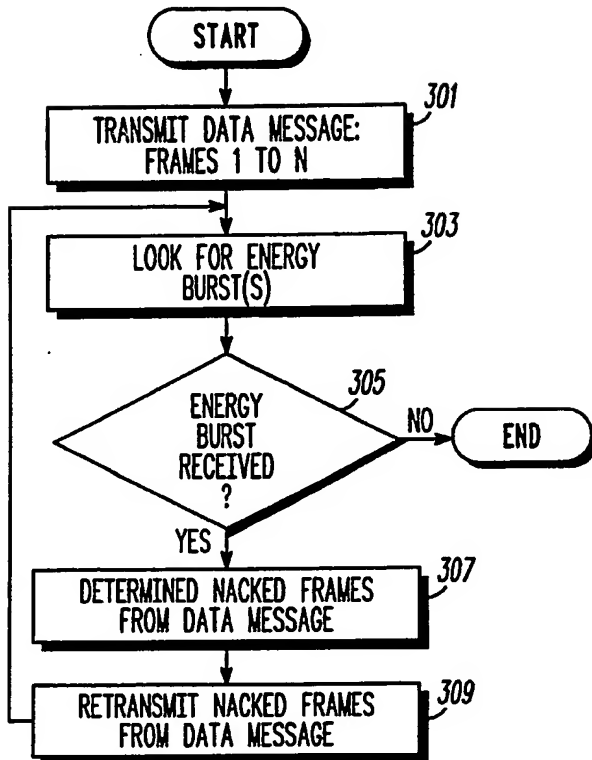 START
301
TRANSMIT DATA MESSAGE:
FRAMES 1 TO N
303
LOOK FOR ENERGY
BURST(S)
305
ENERGY
BURST
RECEIVED
?
NO
END
YES
307
DETERMINED NACKED FRAMES
FROM DATA MESSAGE
309
RETRANSMIT NACKED FRAMES
FROM DATA MESSAGE